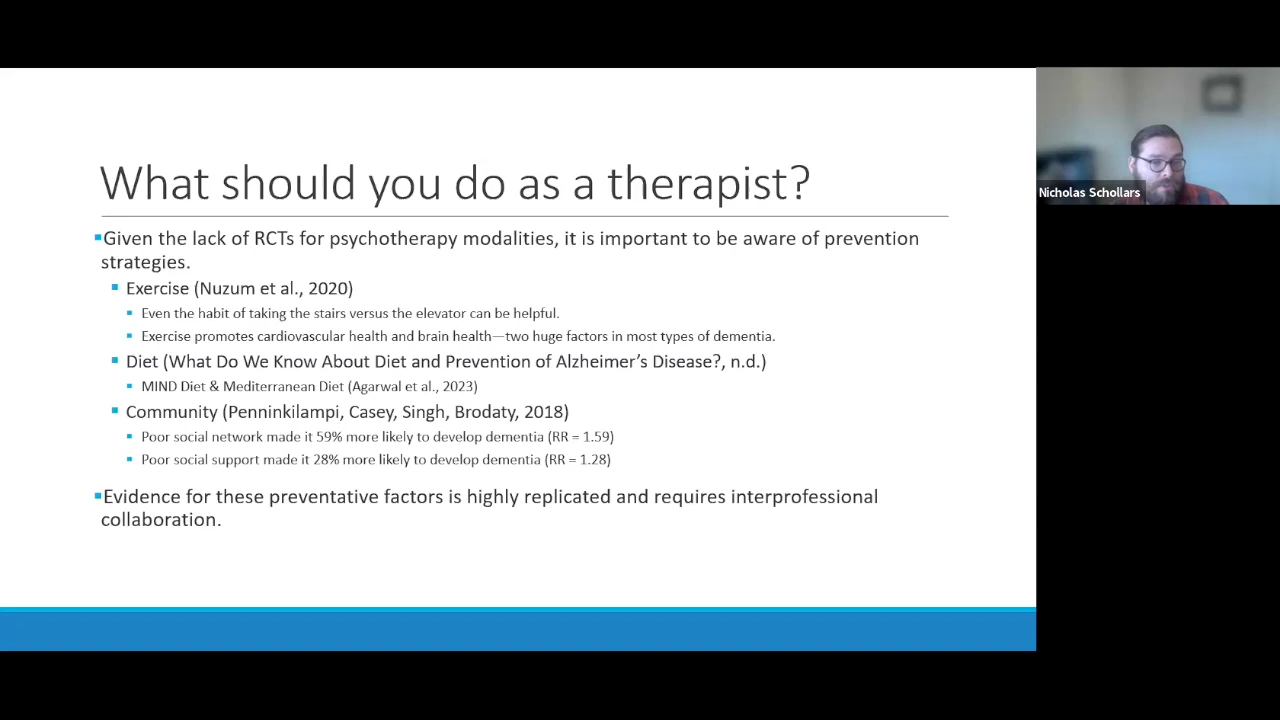 What should you do as a therapist?
Given the lack of RCTs for psychotherapy modalities, it is important to be aware of prevention
strategies.
Exercise (Nuzum et al., 2020)
Even the habit of taking the stairs versus the elevator can be helpful.
Exercise promotes cardiovascular health and brain health—two huge factors in most types of dementia.
Diet (What Do We Know About Diet and Prevention of Alzheimer's Disease?, n.d.)
MIND Diet & Mediterranean Diet (Agarwal et al., 2023)
Community (Penninkilampi, Casey, Singh, Brodaty, 2018)
Poor social network made it 59% more likely to develop dementia (RR = 1.59)
Poor social support made it 28% more likely to develop dementia (RR = 1.28)
Evidence for these preventative factors is highly replicated and requires interprofessional
collaboration.
Nicholas Schollars